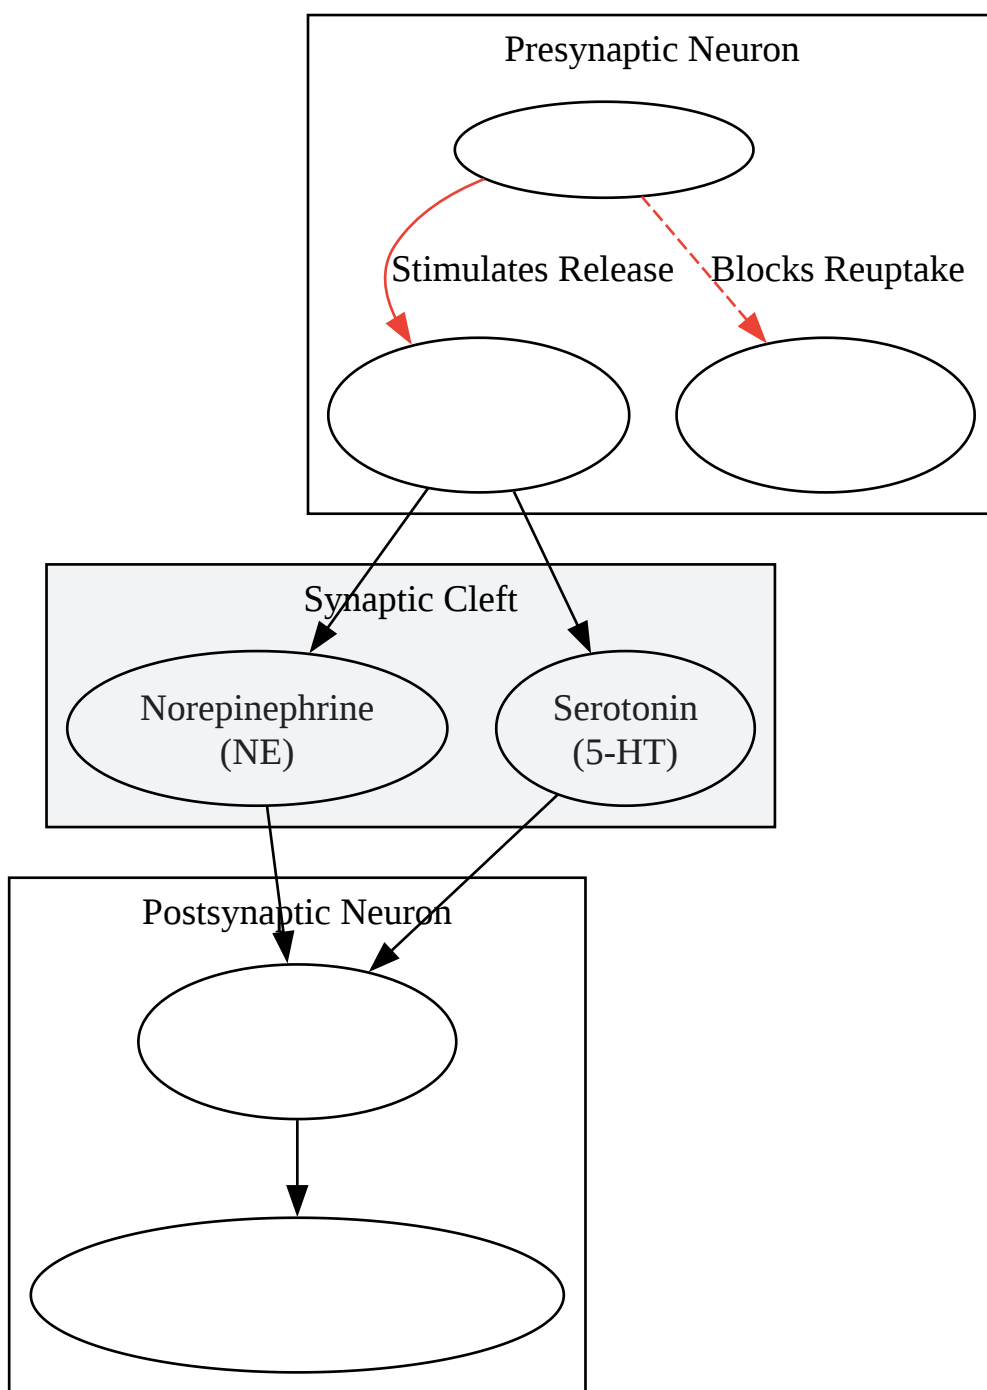 Presynaptic Neuron
Stimulates Release
Blocks Reuptake
Synaptic Cleft
Norepinephrine
(NE)
Serotonin
(5-HT)
Postsynaptic Neuron